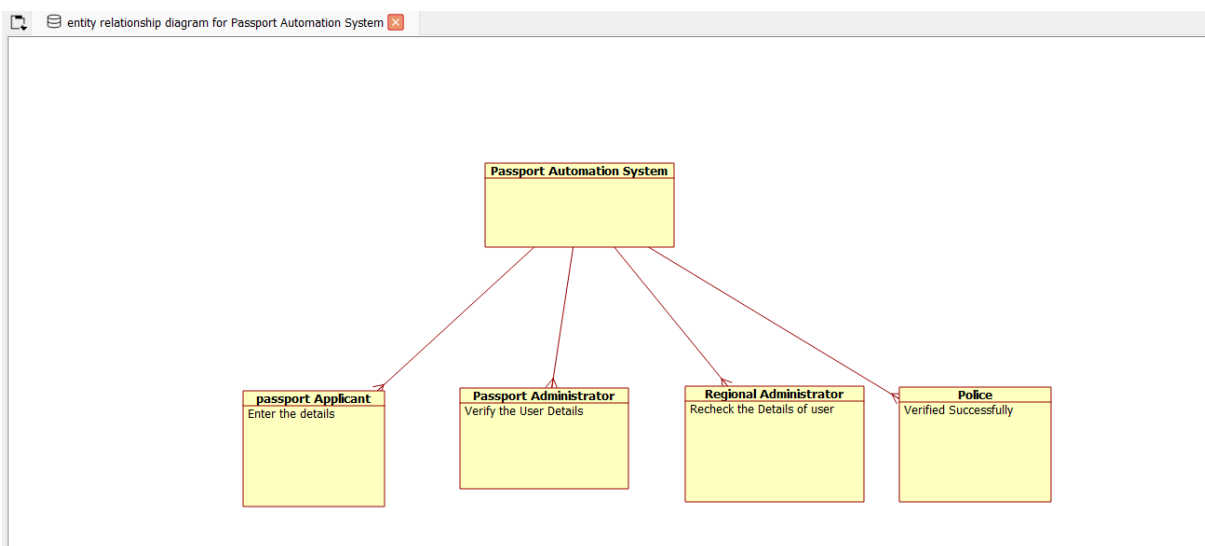 entity relationship diagram for Passport Automation System
Passport Automation System
passport Applicant
Enter the details
Passport Administrator
Verify the User Details
Regional Administrator
Recheck the Details of user
Police
Verified Successfully